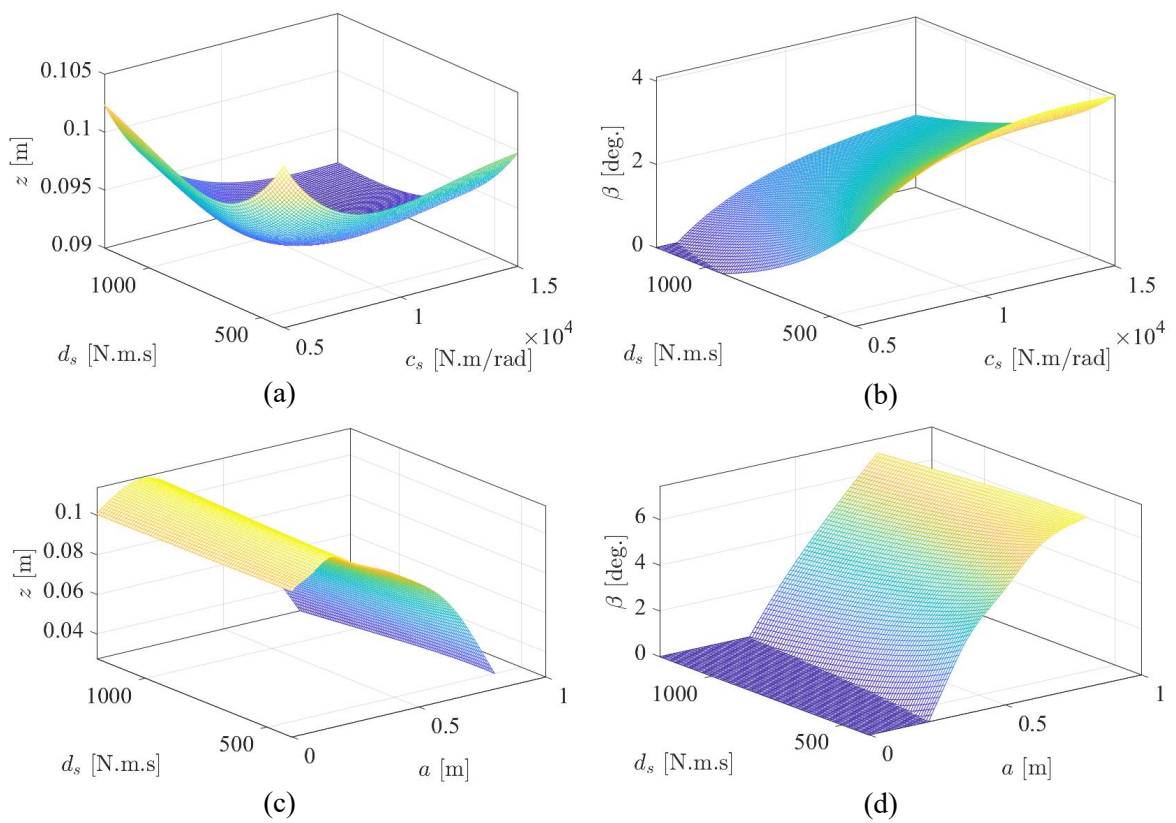 0.105
0.1
0.095
0.09
z [m]
1000
500
d_s [N.m.s]
0.5
1
1.5
×10^4
c_s [N.m/rad]
(a)
4
2
0
β [deg.]
1000
500
d_s [N.m.s]
0.5
1
1.5
×10^4
c_s [N.m/rad]
(b)
0.1
0.08
0.06
0.04
z [m]
1000
500
d_s [N.m.s]
0
0.5
1
a [m]
(c)
6
4
2
0
β [deg.]
1000
500
d_s [N.m.s]
0
0.5
1
a [m]
(d)